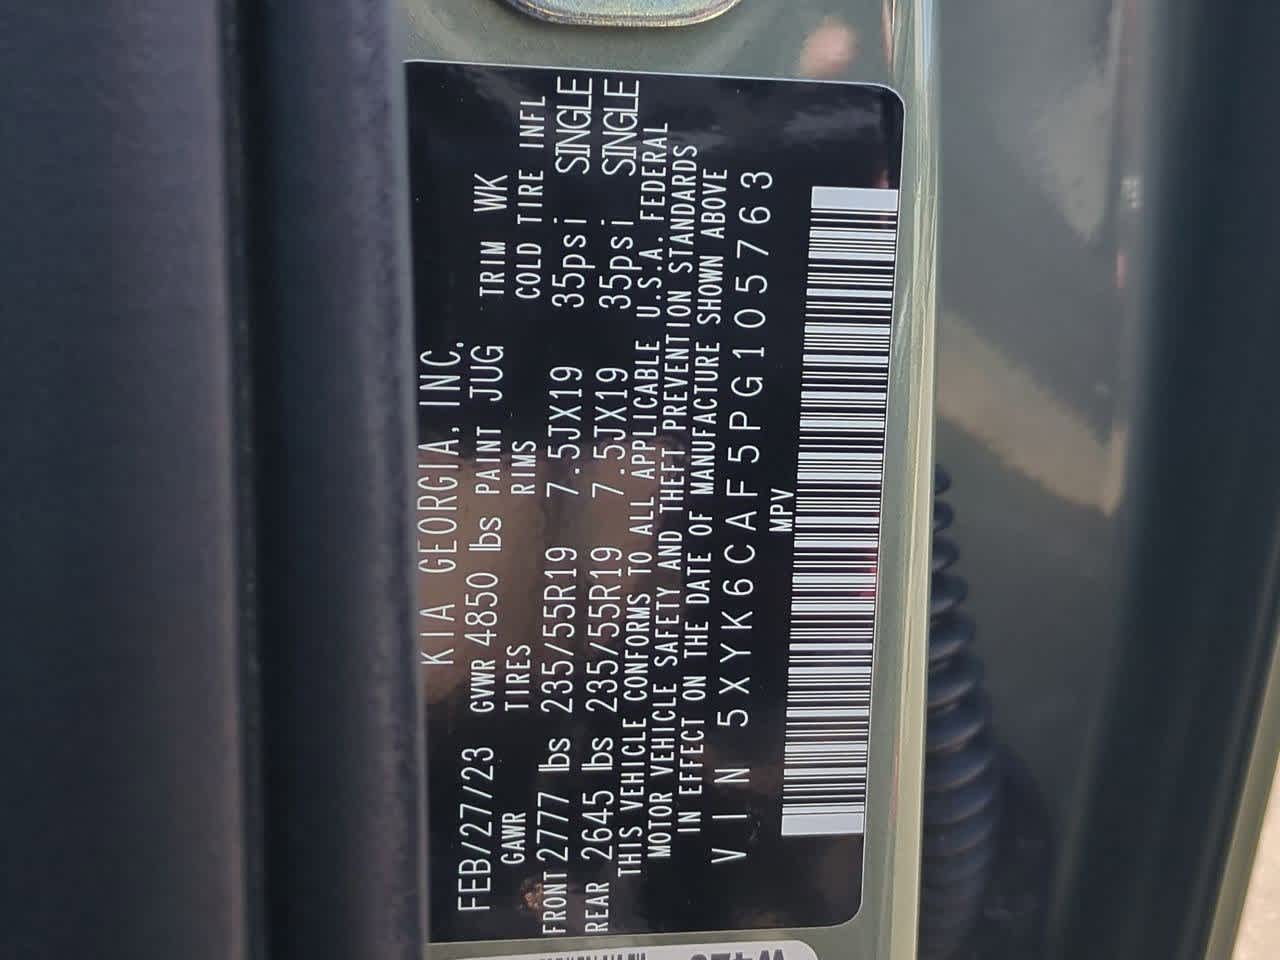 KIA GEORGIA, INC.
FEB/27/23 GVWR 4850 lbs PAINT JUG TRIM WK
GAWR TIRES RIMS COLD TIRE INFL
FRONT 2777 lbs 235/55R19 7.5JX19 35psi SINGLE
REAR 2645 lbs 235/55R19 7.5JX19 35psi SINGLE
THIS VEHICLE CONFORMS TO ALL APPLICABLE U.S.A. FEDERAL
MOTOR VEHICLE SAFETY AND THEFT PREVENTION STANDARDS
IN EFFECT ON THE DATE OF MANUFACTURE SHOWN ABOVE
VIN 5XYK6CAF5PG105763
MPV